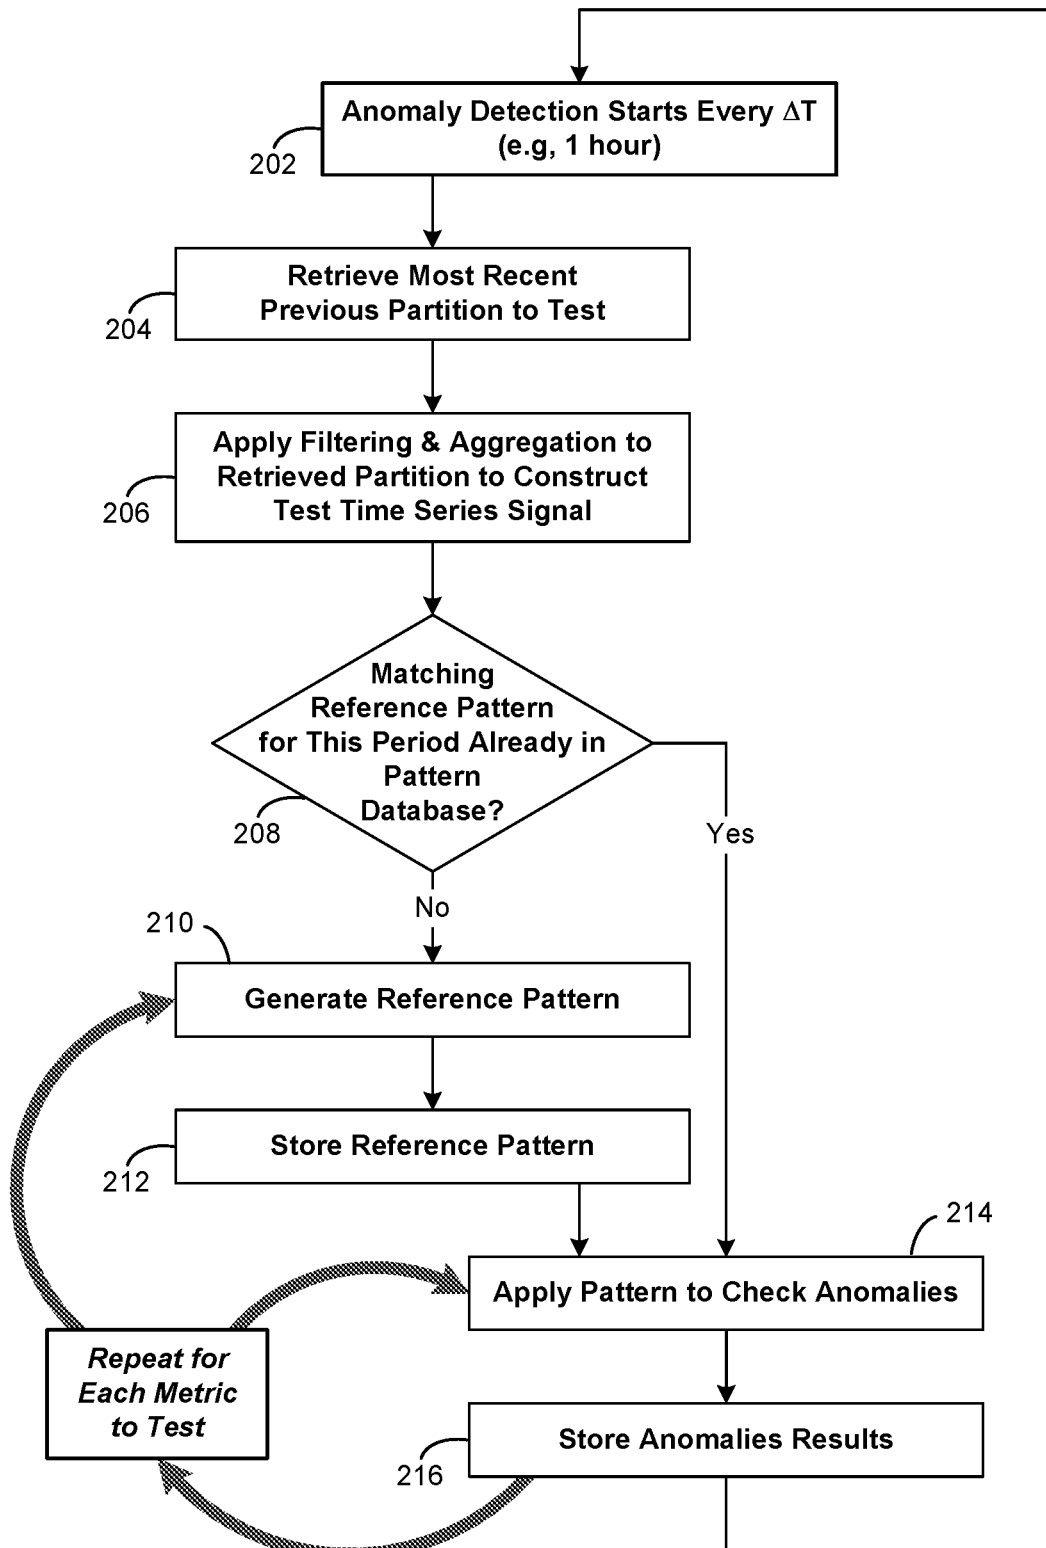 Anomaly Detection Starts Every ΔT
(e.g, 1 hour)
202
Retrieve Most Recent
Previous Partition to Test
204
Apply Filtering & Aggregation to
Retrieved Partition to Construct
Test Time Series Signal
206
Matching
Reference Pattern
for This Period Already in
Pattern
Database?
208
Yes
No
210
Generate Reference Pattern
Store Reference Pattern
212
214
Apply Pattern to Check Anomalies
Repeat for
Each Metric
to Test
Store Anomalies Results
216